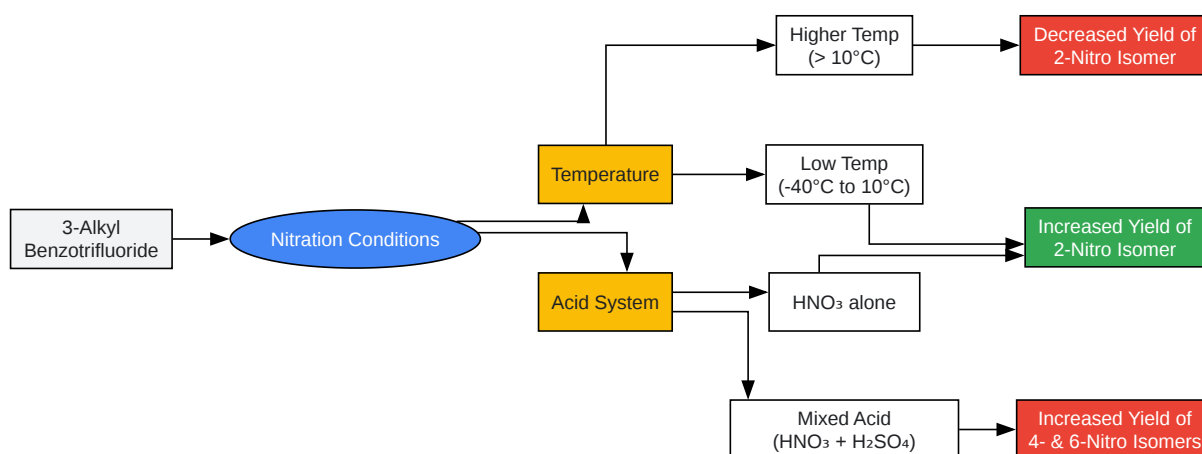 3-Alkyl
Benzotrifluoride
Nitration Conditions
Temperature
Acid System
Higher Temp
(> 10°C)
Low Temp
(-40°C to 10°C)
HNO₃ alone
Mixed Acid
(HNO₃ + H₂SO₄)
Decreased Yield of
2-Nitro Isomer
Increased Yield of
2-Nitro Isomer
Increased Yield of
4- & 6-Nitro Isomers